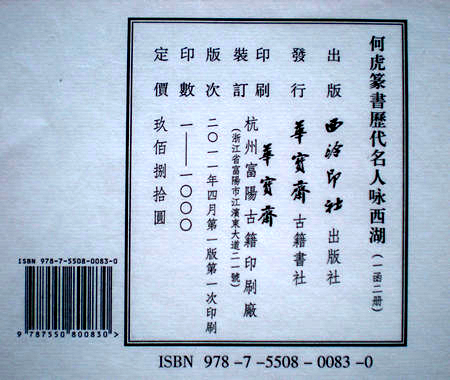 何虎篆書歷代名人咏西湖(一函二册)
出版 西泠印社 出版社
發行 華寶齋 古籍書社
印刷 華寶齋
裝訂 杭州富陽古籍印刷廠
(浙江省富陽市江濱東大道二一號)
版次 二〇一一年四月第一版第一次印刷
印數 一——一〇〇〇
定價 玖佰捌拾圓
ISBN 978-7-5508-0083-0
9 787550 800830 >
ISBN 978-7-5508-0083-0